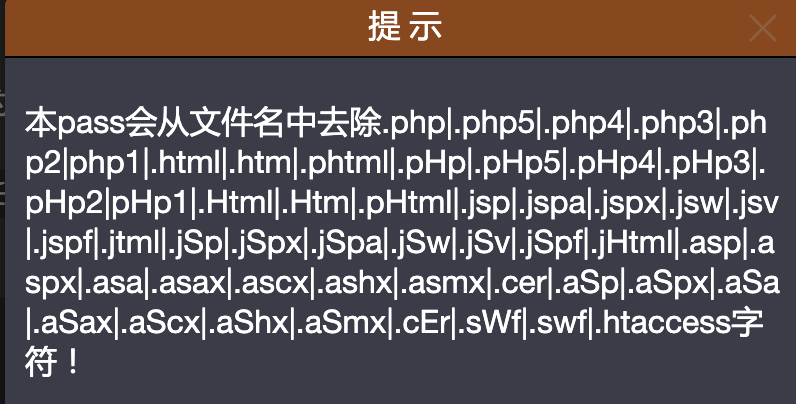 提 示
本pass会从文件名中去除.php|.php5|.php4|.php3|.ph
p2|php1|.html|.htm|.phtml|.pHp|.pHp5|.pHp4|.pHp3|.
pHp2|pHp1|.Html|.Htm|.pHtml|.jsp|.jspa|.jspx|.jsw|.jsv
|.jspf|.jtml|.jSp|.jSpx|.jSpa|.jSw|.jSv|.jSpf|.jHtml|.asp|.a
spx|.asa|.asax|.ascx|.ashx|.asmx|.cer|.aSp|.aSpx|.aSa
|.aSax|.aScx|.aShx|.aSmx|.cEr|.sWf|.swf|.htaccess字
符！